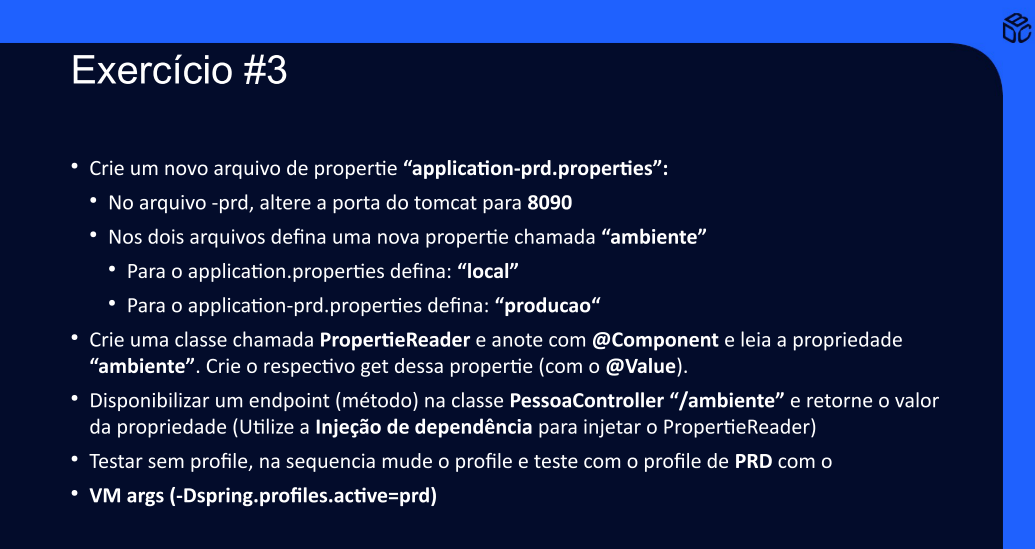 Exercício #3
• Crie um novo arquivo de propertie “application-prd.properties”:
• No arquivo -prd, altere a porta do tomcat para 8090
• Nos dois arquivos defina uma nova propertie chamada “ambiente”
• Para o application.properties defina: “local”
• Para o application-prd.properties defina: “producao“
• Crie uma classe chamada PropertieReader e anote com @Component e leia a propriedade
“ambiente”. Crie o respectivo get dessa propertie (com o @Value).
• Disponibilizar um endpoint (método) na classe PessoaController “/ambiente” e retorne o valor
da propriedade (Utilize a Injeção de dependência para injetar o PropertieReader)
• Testar sem profile, na sequencia mude o profile e teste com o profile de PRD com o
• VM args (-Dspring.profiles.active=prd)